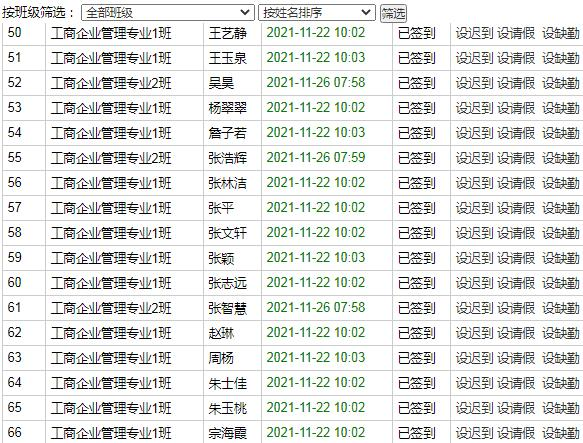 按班级筛选： 全部班级 按姓名排序 筛选
50 工商企业管理专业1班 王艺静 2021-11-22 10:02 已签到 设迟到 设请假 设缺勤
51 工商企业管理专业1班 王玉泉 2021-11-22 10:03 已签到 设迟到 设请假 设缺勤
52 工商企业管理专业2班 吴昊 2021-11-26 07:58 已签到 设迟到 设请假 设缺勤
53 工商企业管理专业1班 杨翠翠 2021-11-22 10:02 已签到 设迟到 设请假 设缺勤
54 工商企业管理专业1班 詹子若 2021-11-22 10:03 已签到 设迟到 设请假 设缺勤
55 工商企业管理专业2班 张浩辉 2021-11-26 07:59 已签到 设迟到 设请假 设缺勤
56 工商企业管理专业1班 张林洁 2021-11-22 10:02 已签到 设迟到 设请假 设缺勤
57 工商企业管理专业1班 张平 2021-11-22 10:02 已签到 设迟到 设请假 设缺勤
58 工商企业管理专业1班 张文轩 2021-11-22 10:02 已签到 设迟到 设请假 设缺勤
59 工商企业管理专业1班 张颖 2021-11-22 10:03 已签到 设迟到 设请假 设缺勤
60 工商企业管理专业1班 张志远 2021-11-22 10:02 已签到 设迟到 设请假 设缺勤
61 工商企业管理专业2班 张智慧 2021-11-26 07:58 已签到 设迟到 设请假 设缺勤
62 工商企业管理专业1班 赵琳 2021-11-22 10:02 已签到 设迟到 设请假 设缺勤
63 工商企业管理专业1班 周杨 2021-11-22 10:03 已签到 设迟到 设请假 设缺勤
64 工商企业管理专业1班 朱士佳 2021-11-22 10:02 已签到 设迟到 设请假 设缺勤
65 工商企业管理专业1班 朱玉桃 2021-11-22 10:02 已签到 设迟到 设请假 设缺勤
66 工商企业管理专业1班 宗海霞 2021-11-22 10:02 已签到 设迟到 设请假 设缺勤